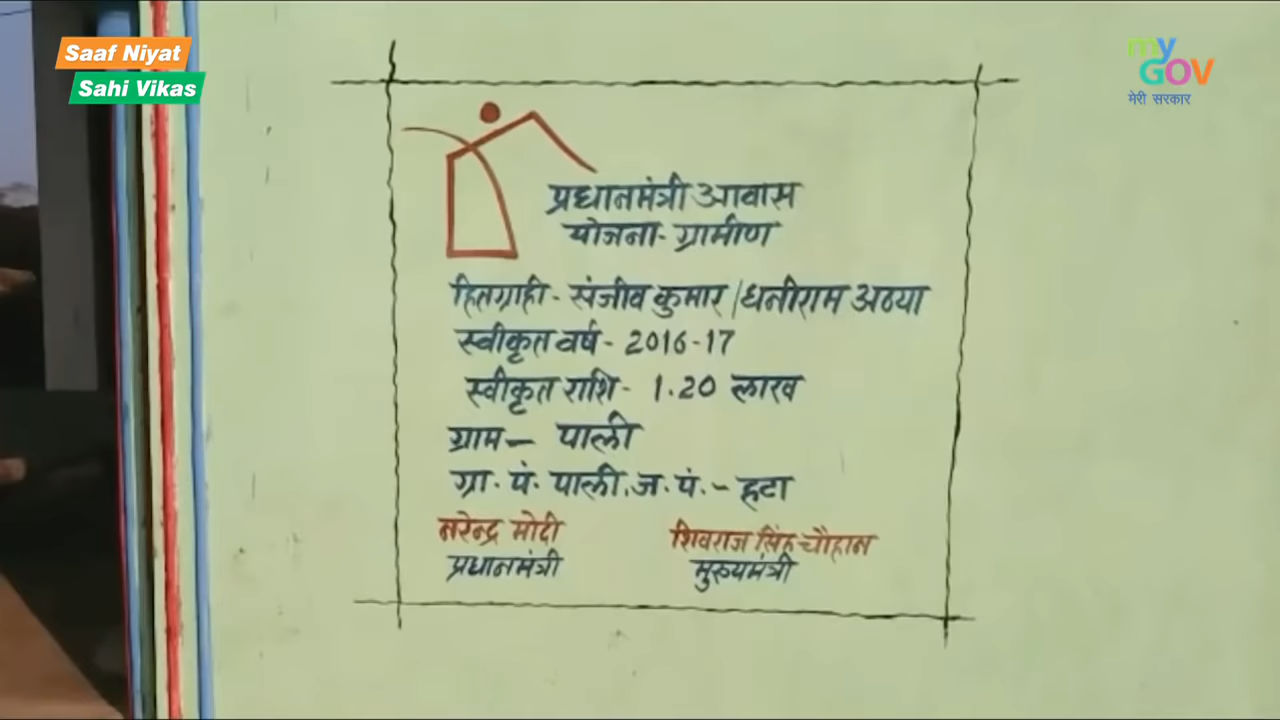 Saaf Niyat
Sahi Vikas
my
GOV
मेरी सरकार
प्रधानमंत्री आवास
योजना- ग्रामीण
हितग्राही - संजीव कुमार / धनीराम अठया
स्वीकृत वर्ष - 2016-17
स्वीकृत राशि - 1.20 लाख
ग्राम – पाली
ग्रा. पं. पाली. ज. पं. – हटा
नरेन्द्र मोदी
शिवराज सिंह चौहान
प्रधानमंत्री
मुख्यमंत्री